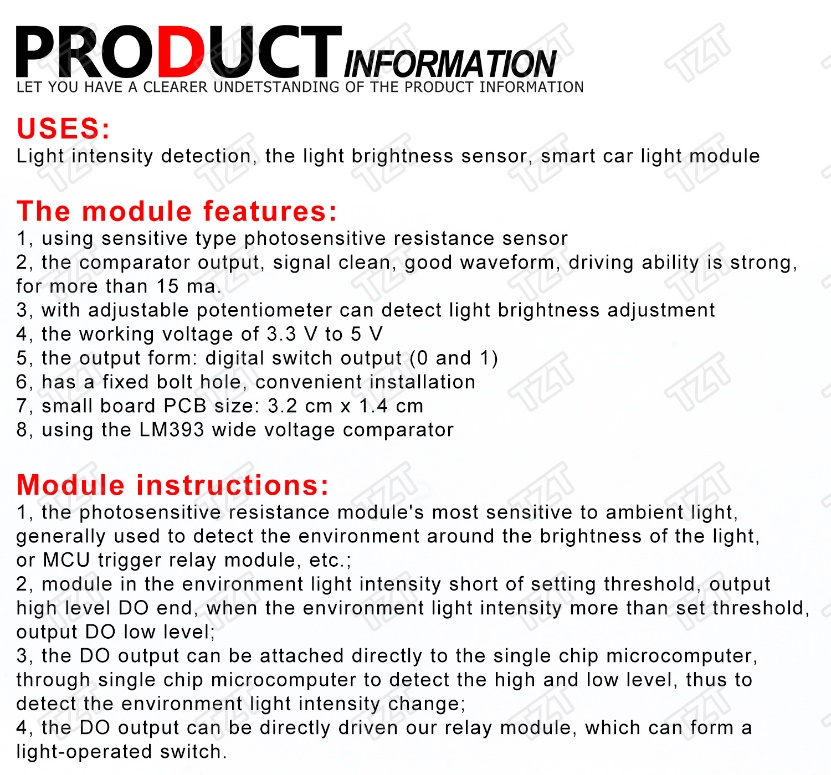 PRODUCT INFORMATION
LET YOU HAVE A CLEARER UNDETSTANDING OF THE PRODUCT INFORMATION
USES:
Light intensity detection, the light brightness sensor, smart car light module
The module features:
1, using sensitive type photosensitive resistance sensor
2, the comparator output, signal clean, good waveform, driving ability is strong,
for more than 15 ma.
3, with adjustable potentiometer can detect light brightness adjustment
4, the working voltage of 3.3 V to 5 V
5, the output form: digital switch output (0 and 1)
6, has a fixed bolt hole, convenient installation
7, small board PCB size: 3.2 cm x 1.4 cm
8, using the LM393 wide voltage comparator
Module instructions:
1, the photosensitive resistance module's most sensitive to ambient light,
generally used to detect the environment around the brightness of the light,
or MCU trigger relay module, etc.;
2, module in the environment light intensity short of setting threshold, output
high level DO end, when the environment light intensity more than set threshold,
output DO low level;
3, the DO output can be attached directly to the single chip microcomputer,
through single chip microcomputer to detect the high and low level, thus to
detect the environment light intensity change;
4, the DO output can be directly driven our relay module, which can form a
light-operated switch.